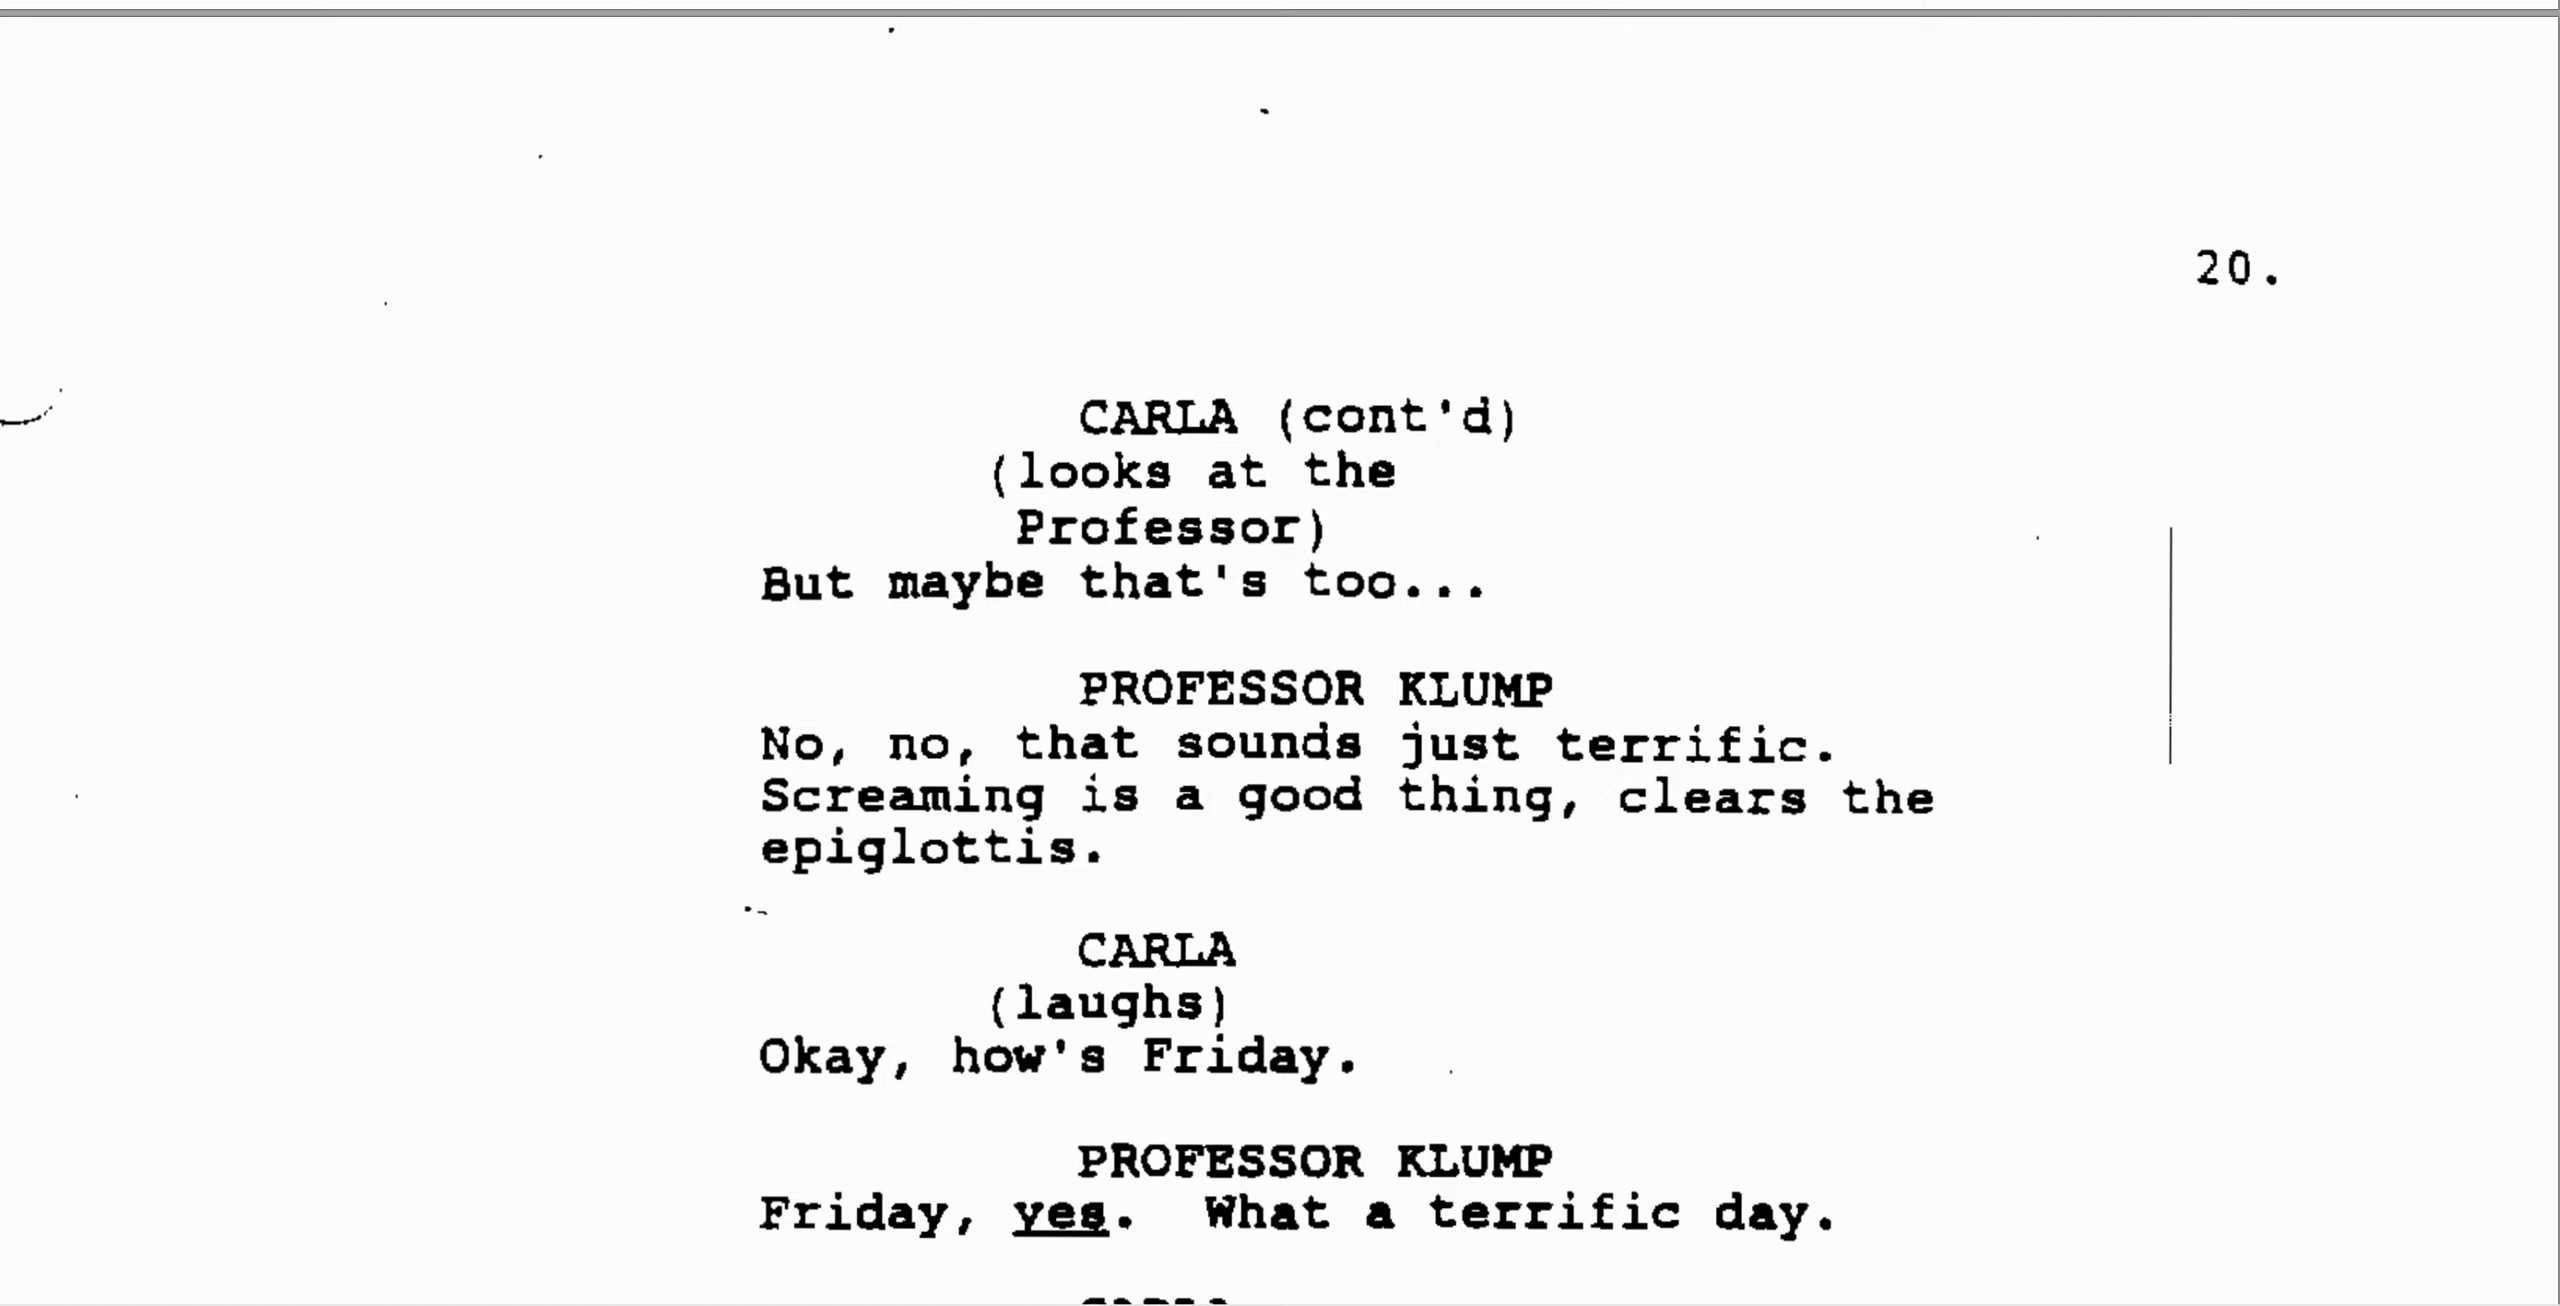 20.
CARLA (cont'd)
(looks at the
Professor)
But maybe that's too...
PROFESSOR KLUMP
No, no, that sounds just terrific.
Screaming is a good thing, clears the
epiglottis.
CARLA
(laughs)
Okay, how's Friday.
PROFESSOR KLUMP
Friday, yes.  What a terrific day.